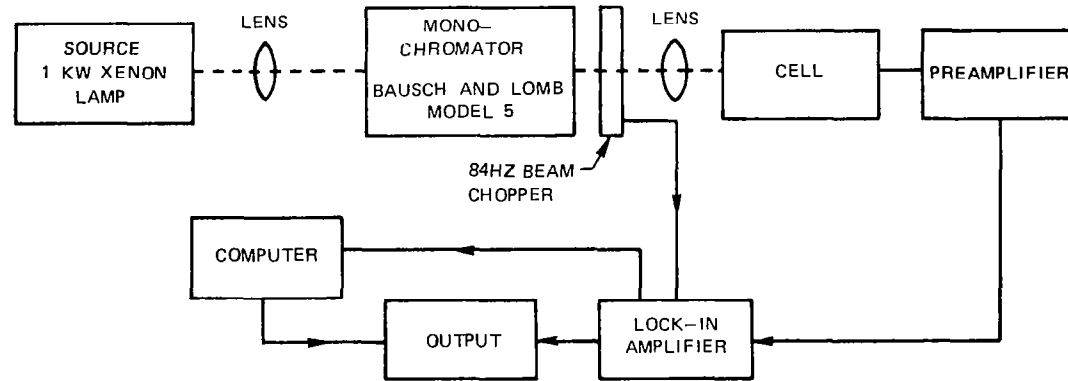 SOURCE
1 KW XENON
LAMP
LENS
MONO-
CHROMATOR
BAUSCH AND LOMB
MODEL 5
84HZ BEAM
CHOPPER
LENS
CELL
PREAMPLIFIER
COMPUTER
OUTPUT
LOCK-IN
AMPLIFIER